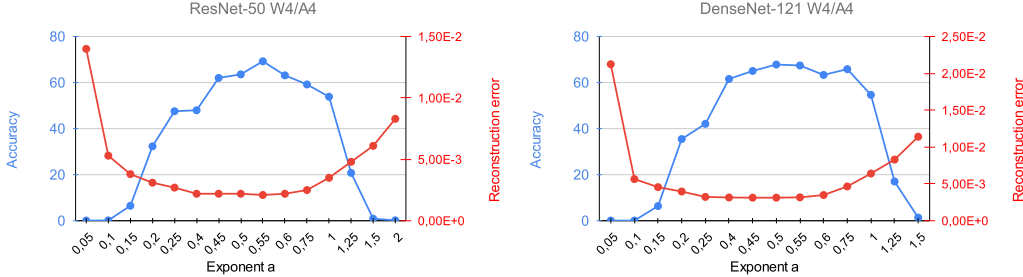 ResNet-50 W4/A4
80
60
40
20
0
Accuracy
1,50E-2
1,00E-2
5,00E-3
0,00E+0
Reconstruction error
0,05 0,1 0,15 0,2 0,25 0,4 0,45 0,5 0,55 0,6 0,75 1 1,25 1,5 2
Exponent a
DenseNet-121 W4/A4
80
60
40
20
0
Accuracy
2,50E-2
2,00E-2
1,50E-2
1,00E-2
5,00E-3
0,00E+0
Reconstruction error
0,05 0,1 0,15 0,2 0,25 0,4 0,45 0,5 0,55 0,6 0,75 1 1,25 1,5
Exponent a